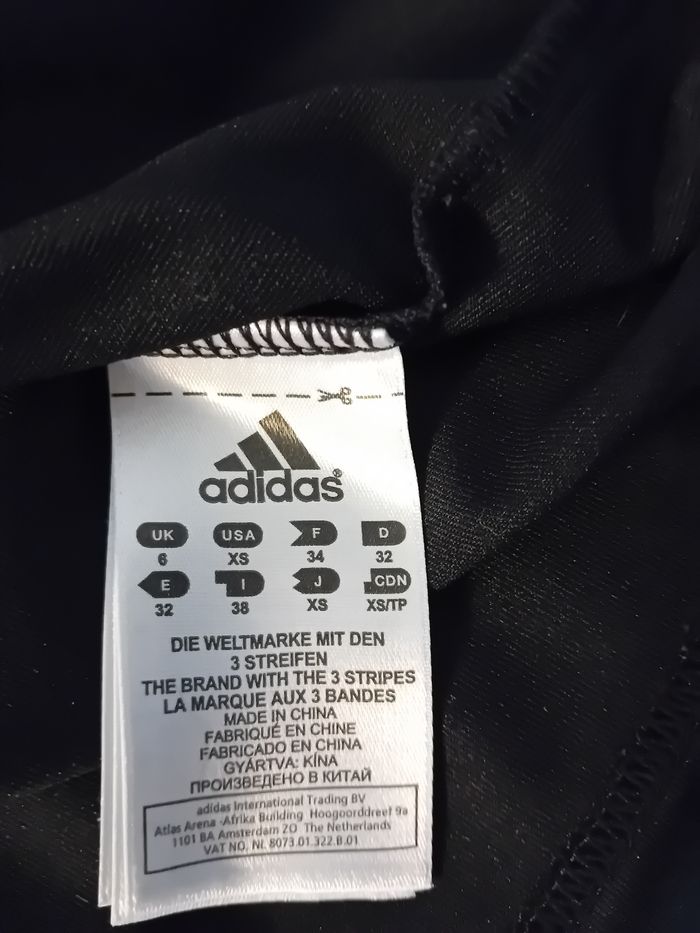 adidas®
UK USA F D
6 XS 34 32
E I J CDN
32 38 XS XS/TP
DIE WELTMARKE MIT DEN
3 STREIFEN
THE BRAND WITH THE 3 STRIPES
LA MARQUE AUX 3 BANDES
MADE IN CHINA
FABRIQUÉ EN CHINE
FABRICADO EN CHINA
GYÁRTVA: KÍNA
ПРОИЗВЕДЕНО В КИТАЙ
adidas International Trading BV
Atlas Arena -Afrika Building Hoogoorddreef 9a
1101 BA Amsterdam ZO The Netherlands
VAT NO. NL 8073.01.322.B.01